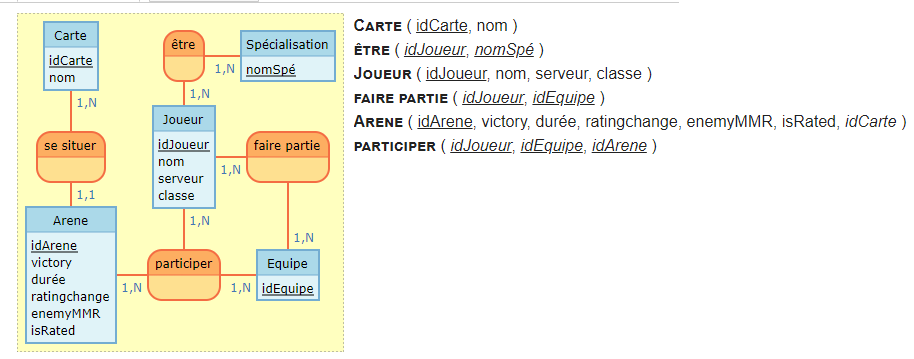 Carte
idCarte
nom
1,N
être
1,N
1,N
Spécialisation
nomSpé
Joueur
idJoueur
nom
serveur
classe
1,N
1,N
se situer
1,1
faire partie
1,N
Arene
idArene
victory
durée
ratingchange
enemyMMR
isRated
1,N
participer
1,N
Equipe
idEquipe
CARTE ( idCarte, nom )
ÊTRE ( idJoueur, nomSpé )
JOUEUR ( idJoueur, nom, serveur, classe )
FAIRE PARTIE ( idJoueur, idEquipe )
ARENE ( idArene, victory, durée, ratingchange, enemyMMR, isRated, idCarte )
PARTICIPER ( idJoueur, idEquipe, idArene )